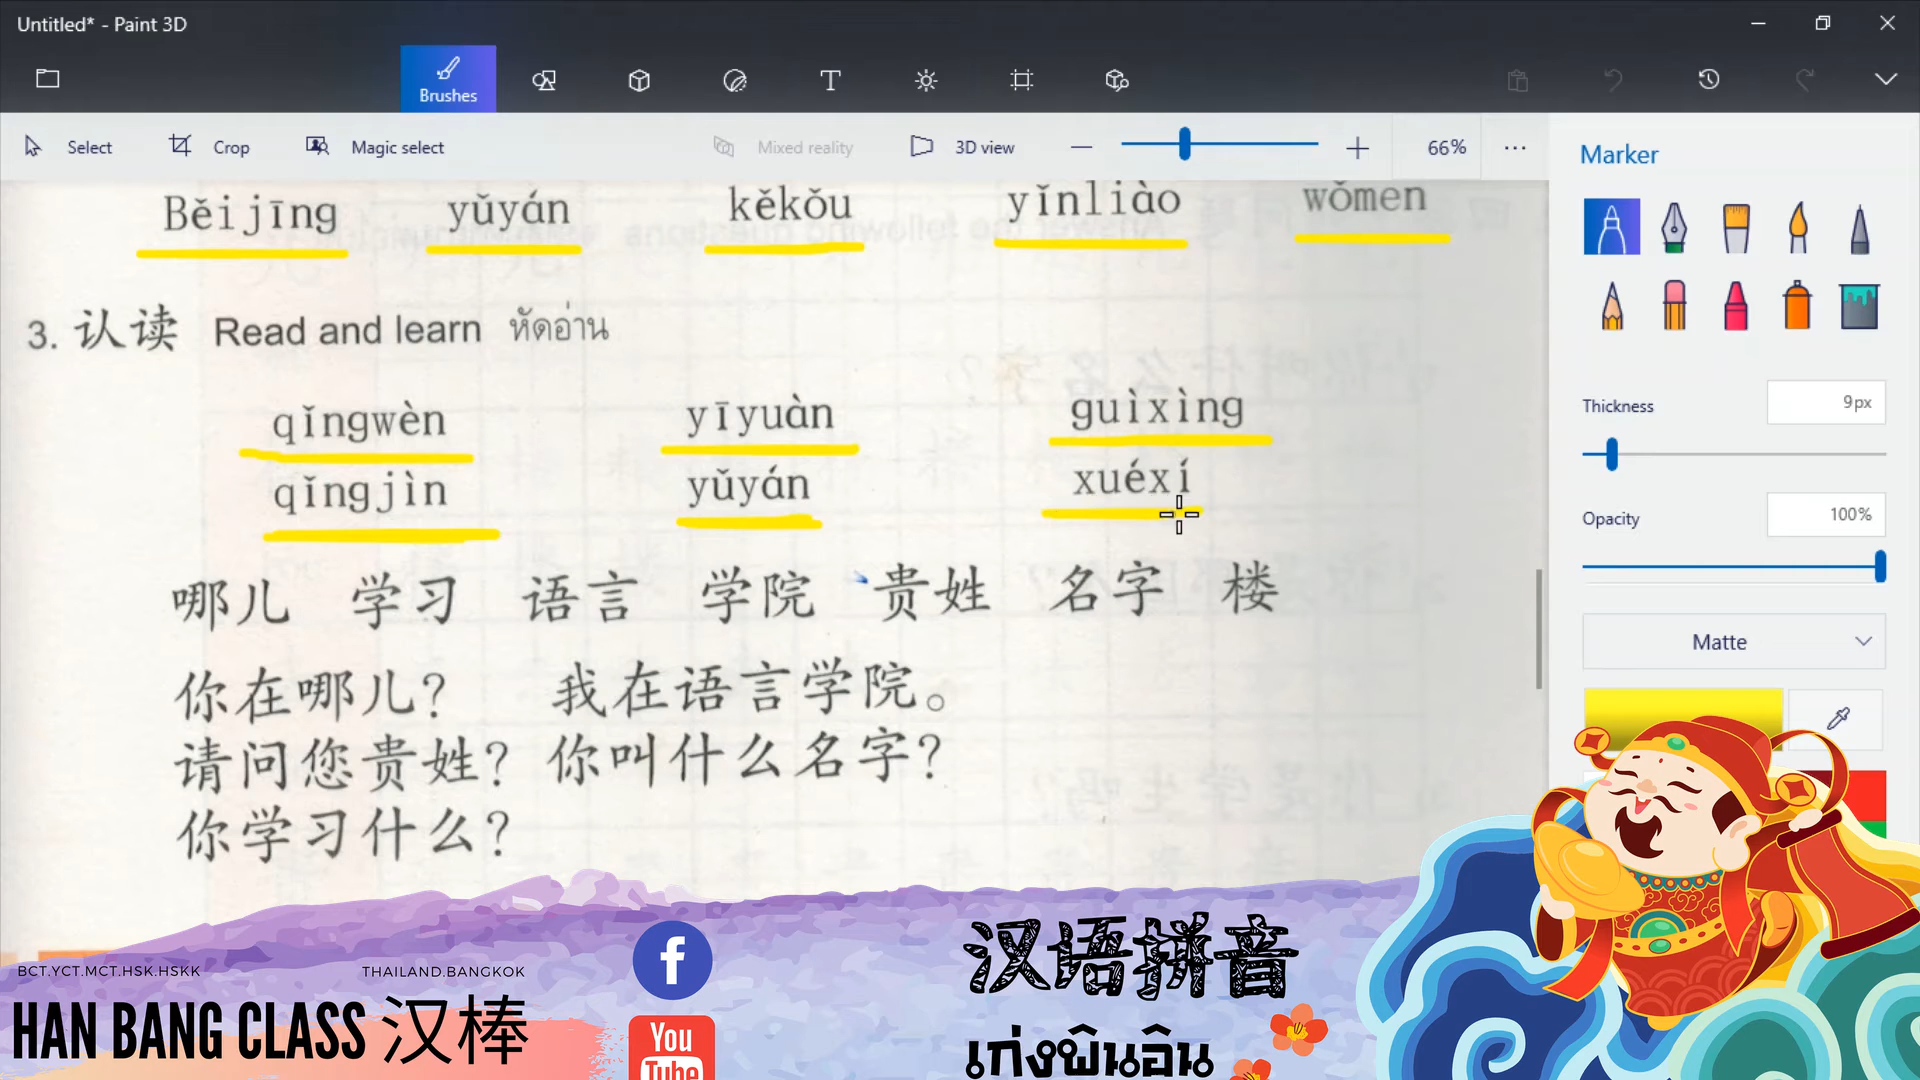 Untitled* - Paint 3D
Brushes
Select Crop Magic select Mixed reality 3D view 66%
Běijīng yǔyán kěkǒu yǐnliào wǒmen
3. 认读 Read and learn หัดอ่าน
qǐngwèn yīyuàn guìxìng
qǐngjìn yǔyán xuéxí
哪儿 学习 语言 学院 贵姓 名字 楼
你在哪儿? 我在语言学院。
请问您贵姓? 你叫什么名字?
你学习什么?
Marker
Thickness 9px
Opacity 100%
Matte
BCT.YCT.MCT.HSK.HSKK THAILAND.BANGKOK
HAN BANG CLASS 汉棒
f
You
Tube
汉语拼音
เก่งพินอิน